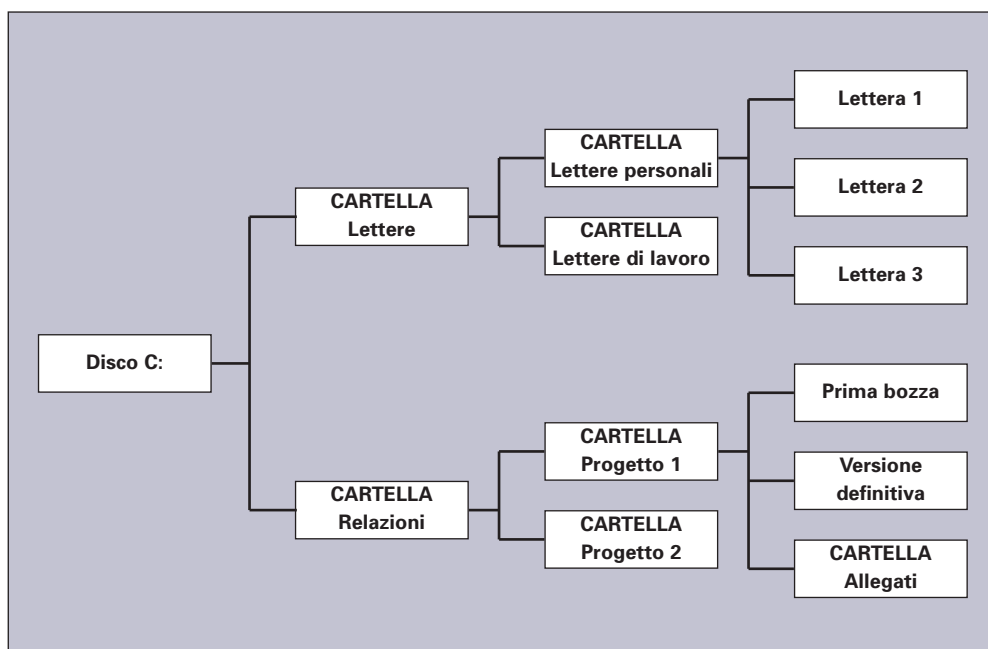 Disco C:
CARTELLA
Lettere
CARTELLA
Relazioni
CARTELLA
Lettere personali
CARTELLA
Lettere di lavoro
CARTELLA
Progetto 1
CARTELLA
Progetto 2
Lettera 1
Lettera 2
Lettera 3
Prima bozza
Versione
definitiva
CARTELLA
Allegati